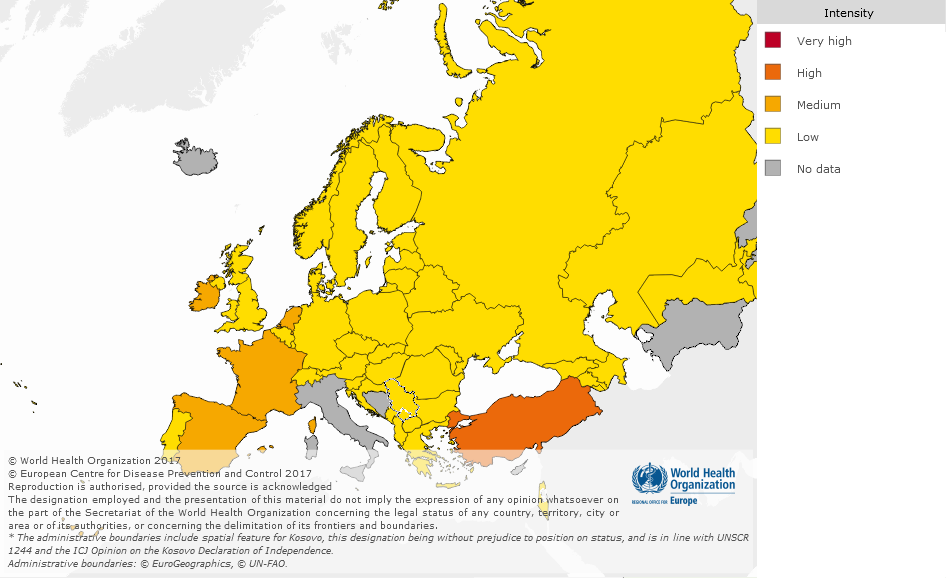 Intensity
Very high
High
Medium
Low
No data
© World Health Organization 2017
© European Centre for Disease Prevention and Control 2017
Reproduction is authorised, provided the source is acknowledged
The designation employed and the presentation of this material do not imply the expression of any opinion whatsoever on
the part of the Secretariat of the World Health Organization concerning the legal status of any country, territory, city or
area or of its authorities, or concerning the delimitation of its frontiers and boundaries.
* The administrative boundaries include spatial feature for Kosovo, this designation being without prejudice to position on status, and is in line with UNSCR
1244 and the ICJ Opinion on the Kosovo Declaration of Independence.
Administrative boundaries: © EuroGeographics, © UN-FAO.
World Health
Organization
REGIONAL OFFICE FOR Europe